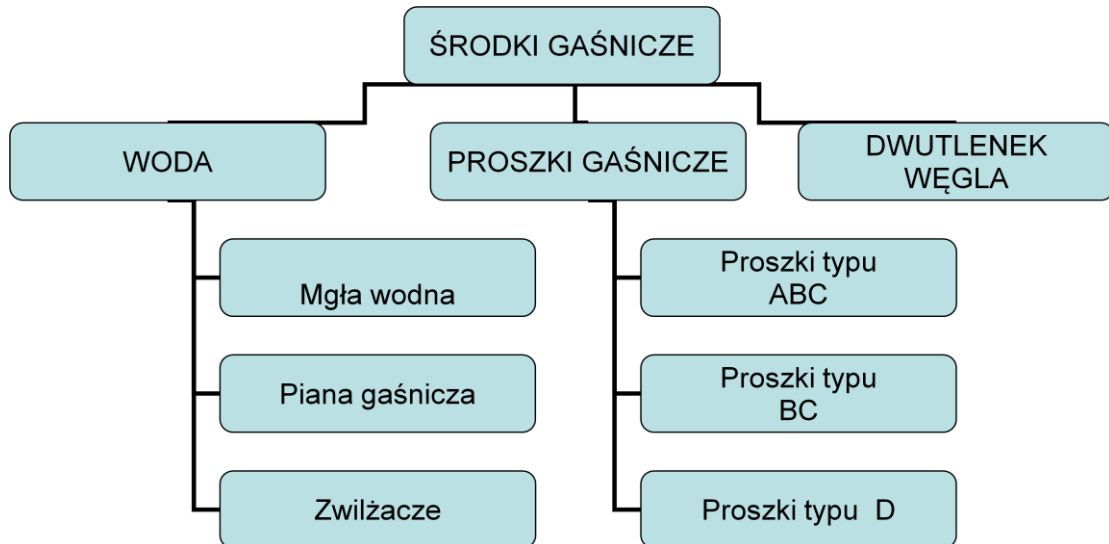 ŚRODKI GAŚNICZE
WODA
PROSZKI GAŚNICZE
DWUTLENEK
WĘGLA
Mgła wodna
Piana gaśnicza
Zwilżacze
Proszki typu
ABC
Proszki typu
BC
Proszki typu D